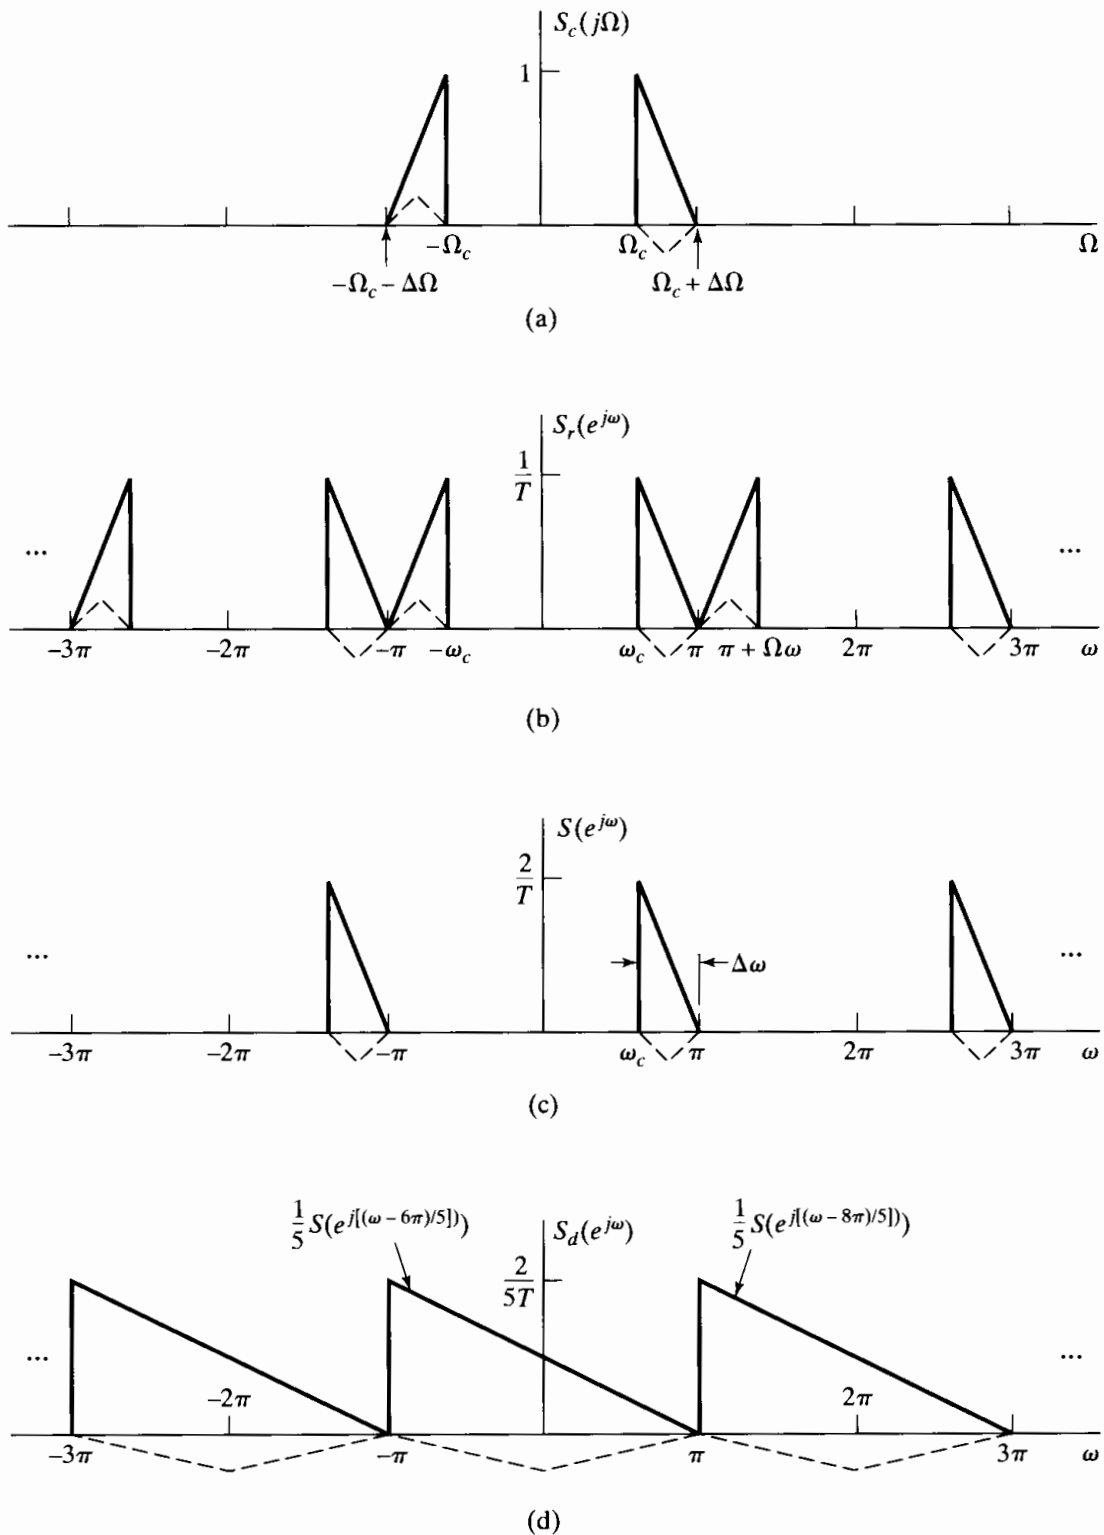 S_c(jΩ)
1
−Ω_c
Ω_c
Ω
−Ω_c − ΔΩ
Ω_c + ΔΩ
(a)
S_r(e^{jω})
1/T
...
...
−3π
−2π
−π
−ω_c
ω_c
π
π + Ωω
2π
3π
ω
(b)
S(e^{jω})
2/T
...
Δω
...
−3π
−2π
−π
ω_c
π
2π
3π
ω
(c)
1/5 S(e^{j[(ω − 6π)/5]})
S_d(e^{jω})
1/5 S(e^{j[(ω − 8π)/5]})
2/5T
...
...
−2π
2π
−3π
−π
π
3π
ω
(d)